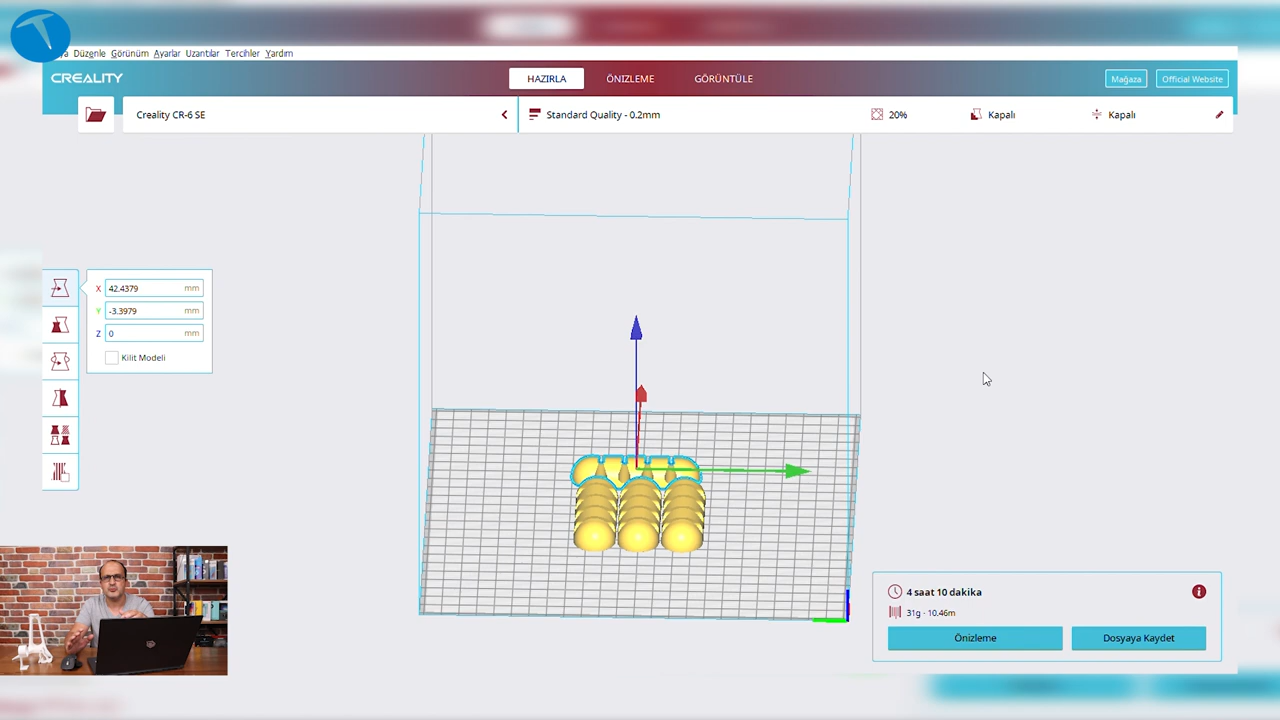 ya Düzenle Görünüm Ayarlar Uzantılar Tercihler Yardım
CREALITY
HAZIRLA
ÖNİZLEME
GÖRÜNTÜLE
Mağaza
Official Website
Creality CR-6 SE
Standard Quality - 0.2mm
20%
Kapalı
Kapalı
X 42.4379 mm
Y -3.3979 mm
Z 0 mm
Kilit Modeli
4 saat 10 dakika
31g · 10.46m
Önizleme
Dosyaya Kaydet